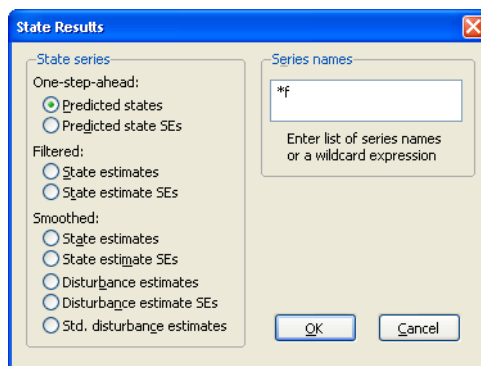 State Results
State series
One-step-ahead:
Predicted states
Predicted state SEs
Filtered:
State estimates
State estimate SEs
Smoothed:
State estimates
State estimate SEs
Disturbance estimates
Disturbance estimate SEs
Std. disturbance estimates
Series names
*f
Enter list of series names
or a wildcard expression
OK
Cancel